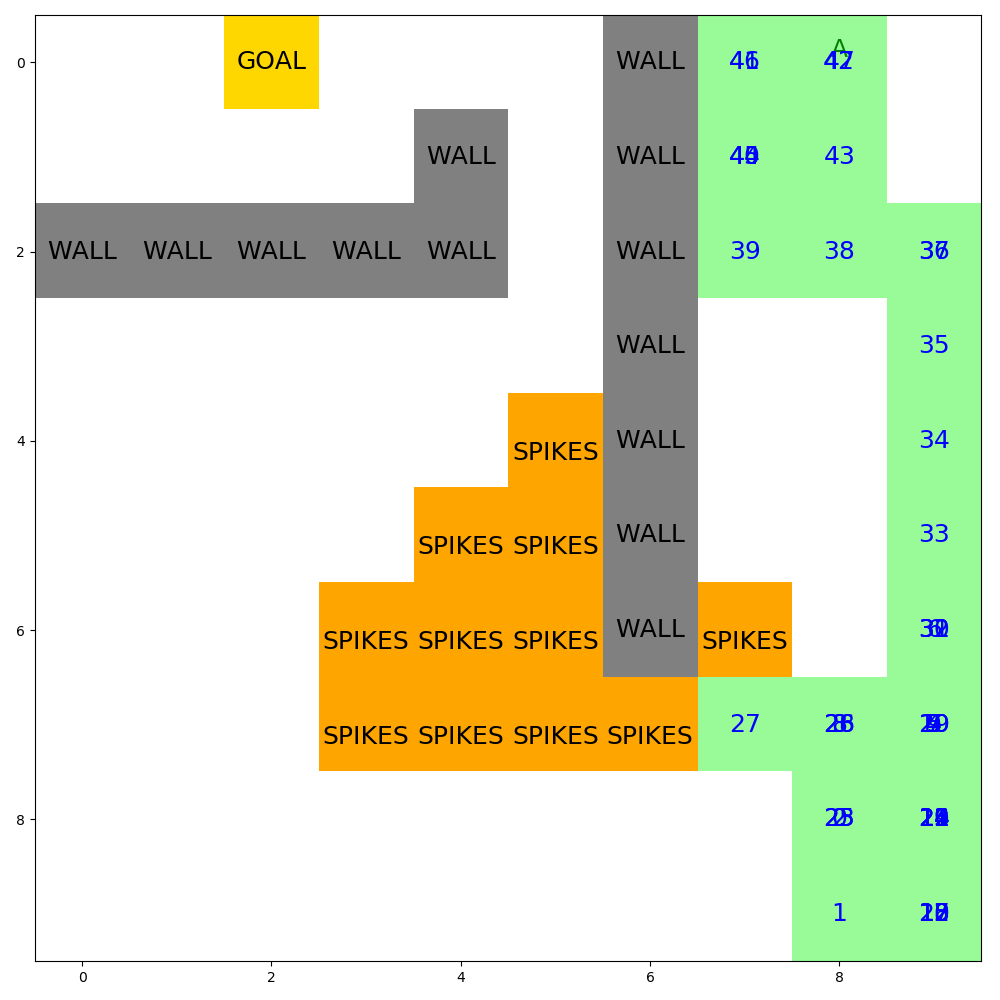 0 GOAL WALL A
WALL WALL 43
2 WALL WALL WALL WALL WALL WALL 39 38
WALL 35
4 SPIKES WALL 34
SPIKES SPIKES WALL 33
6 SPIKES SPIKES SPIKES WALL SPIKES
SPIKES SPIKES SPIKES SPIKES 27
8
1
0 2 4 6 8